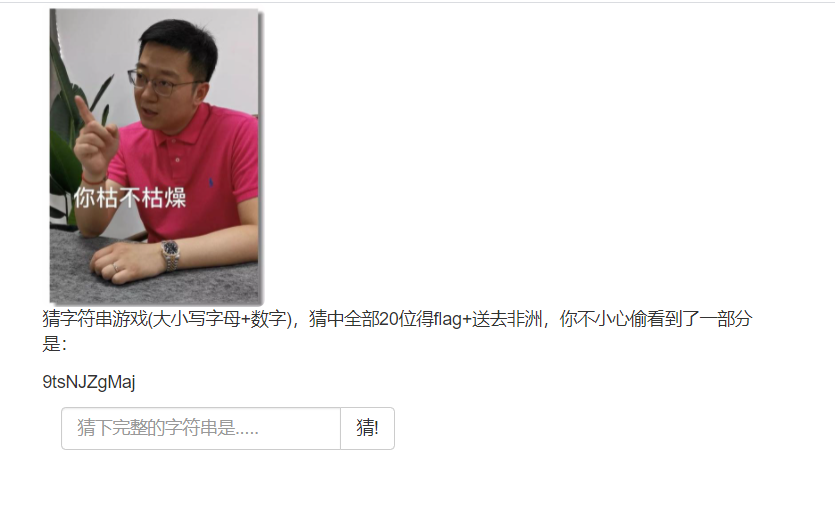 你枯不枯燥
猜字符串游戏(大小写字母+数字)，猜中全部20位得flag+送去非洲，你不小心偷看到了一部分
是：
9tsNJZgMaj
猜下完整的字符串是.....
猜!